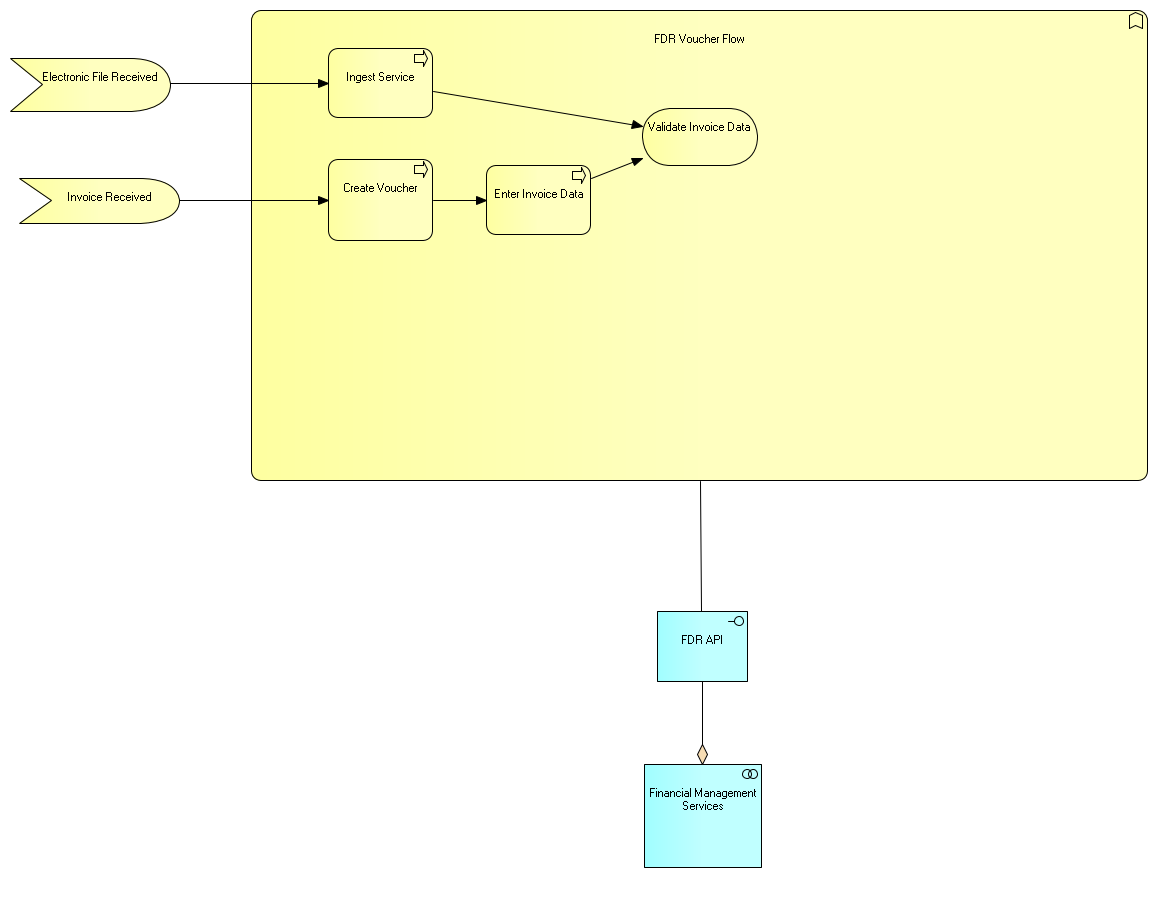 FDR Voucher Flow
Electronic File Received
Ingest Service
Validate Invoice Data
Invoice Received
Create Voucher
Enter Invoice Data
FDR API
Financial Management
Services